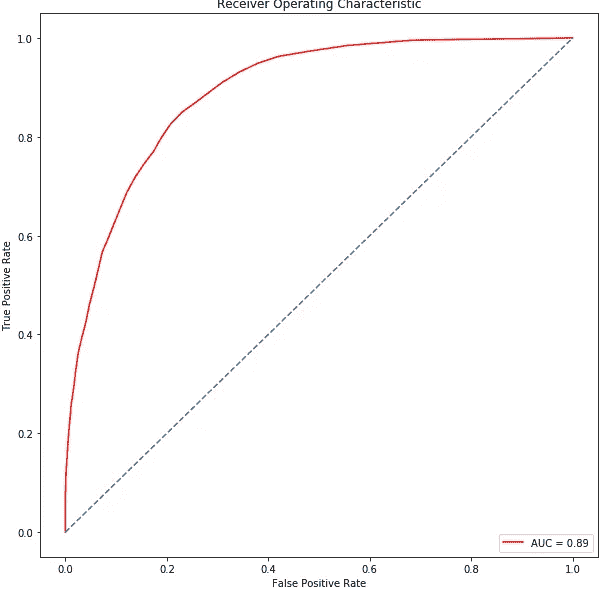 Receiver Operating Characteristic
1.0
0.8
0.6
0.4
0.2
0.0
True Positive Rate
0.0 0.2 0.4 0.6 0.8 1.0
False Positive Rate
AUC = 0.89